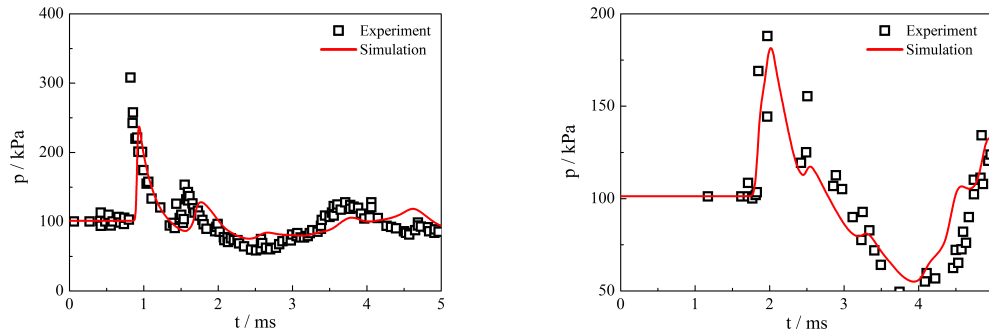 400
300
200
100
0
p / kPa
0 1 2 3 4 5
t / ms
Experiment
Simulation
200
150
100
50
p / kPa
0 2 3 4
t / ms
Experiment
Simulation